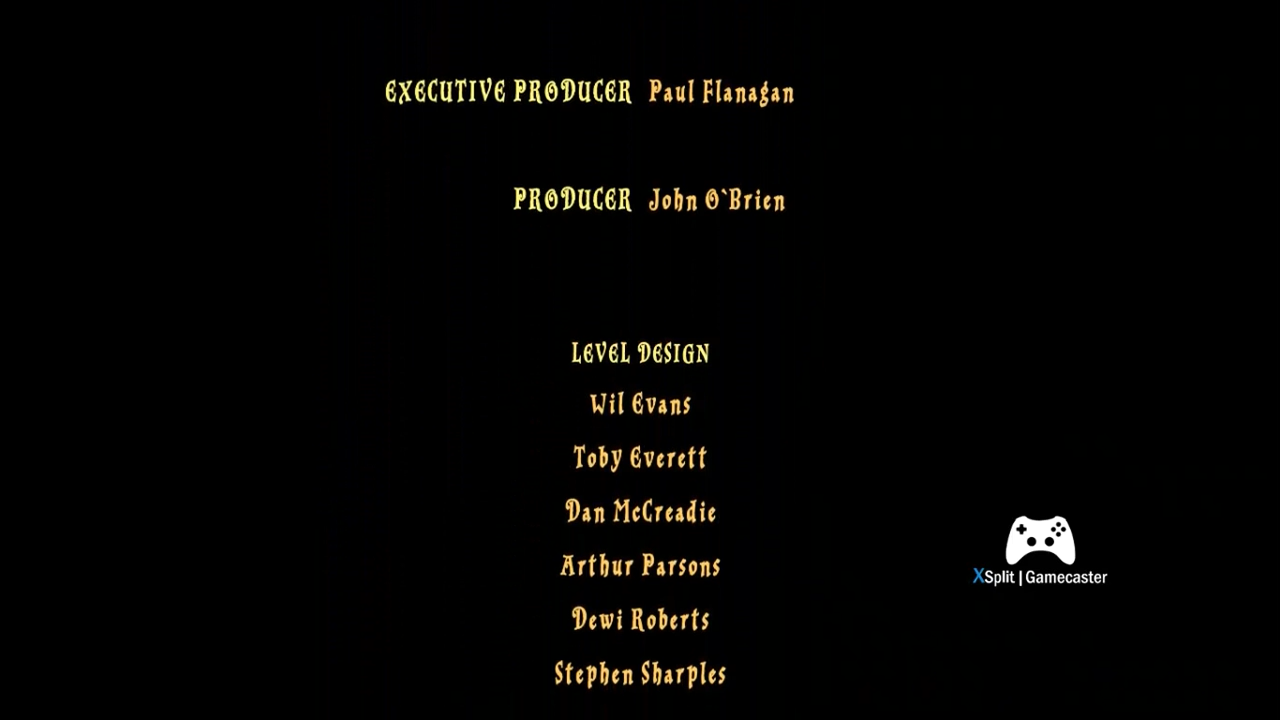 EXECUTIVE PRODUCER Paul Flanagan
PRODUCER John O`Brien
LEVEL DESIGN
Wil Evans
Toby Everett
Dan McCreadie
Arthur Parsons
Dewi Roberts
Stephen Sharples
XSplit | Gamecaster